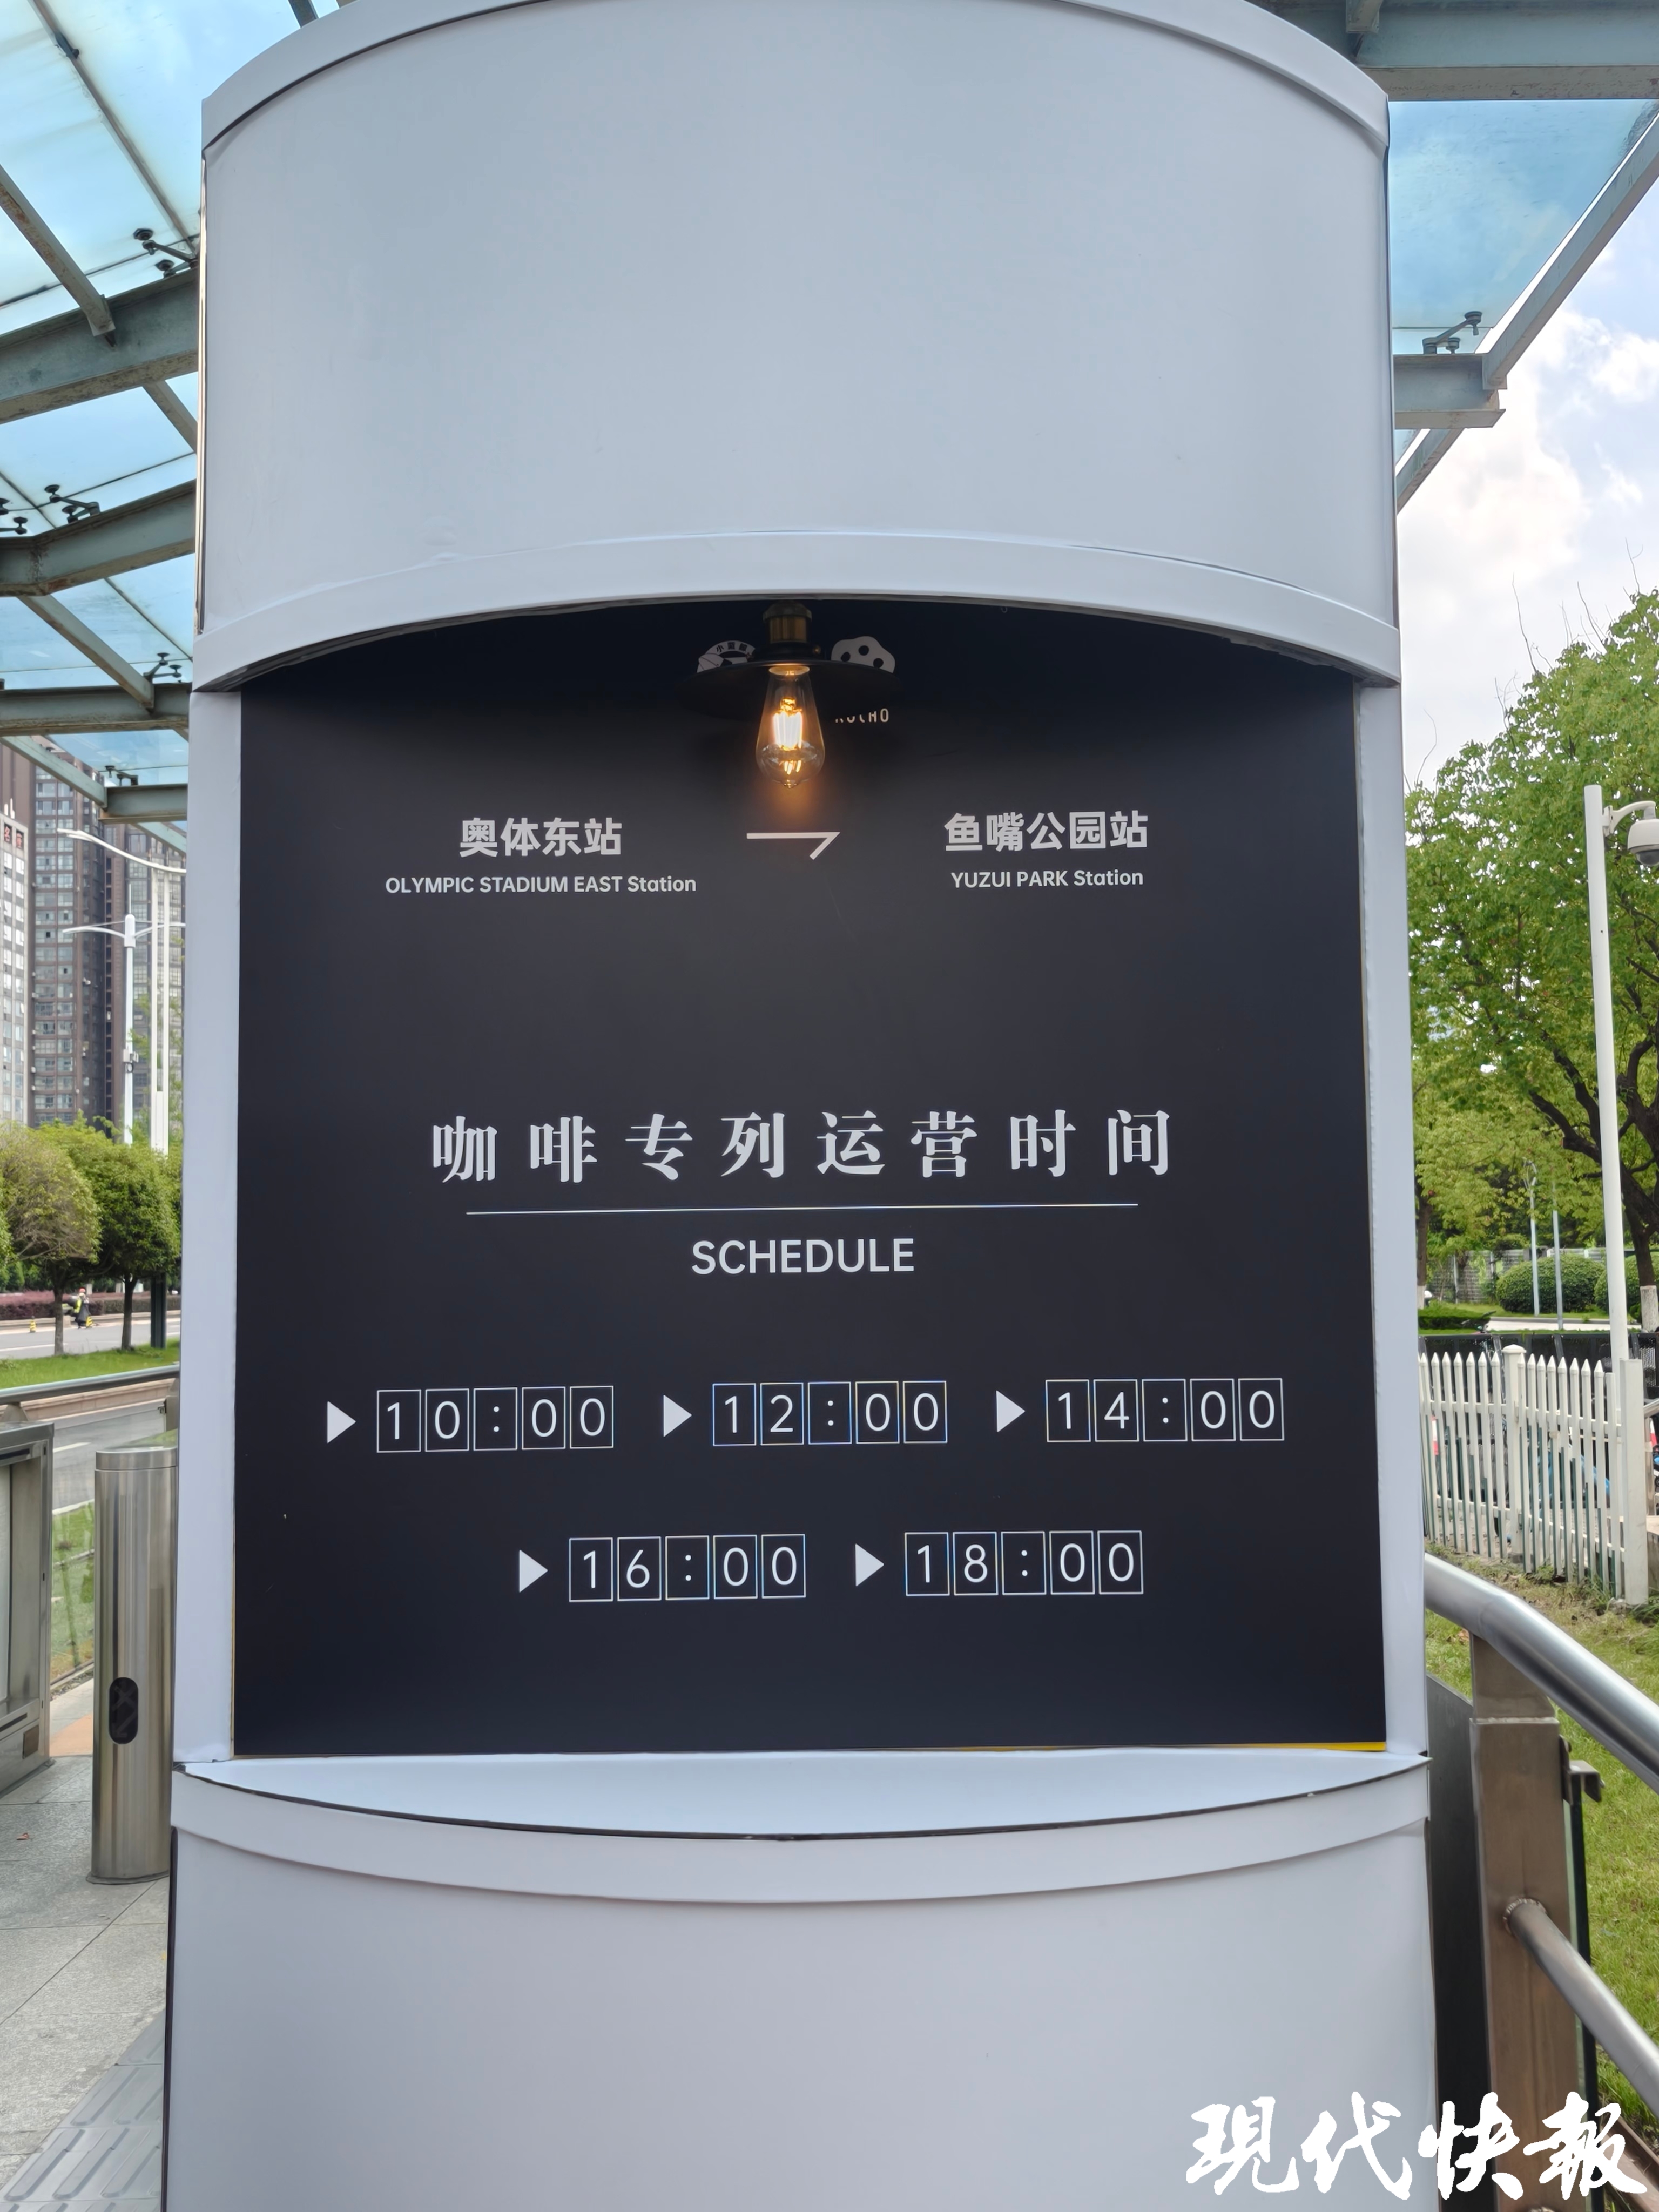 奥体东站
OLYMPIC STADIUM EAST Station
鱼嘴公园站
YUZUI PARK Station
咖啡专列运营时间
SCHEDULE
10:00 12:00 14:00
16:00 18:00
現代快報